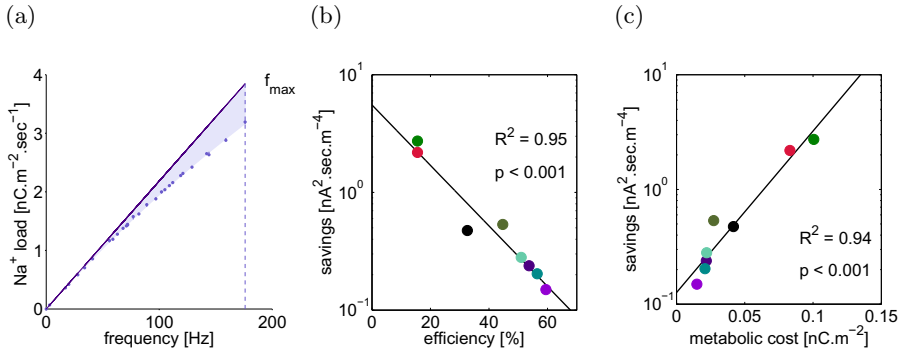 (a)
(b)
(c)
Na⁺ load [nC.m⁻².sec⁻¹]
4
3
2
1
0
0
100
200
frequency [Hz]
f_max
savings [nA².sec.m⁻⁴]
10¹
10⁰
10⁻¹
0
20
40
60
efficiency [%]
R² = 0.95
p < 0.001
savings [nA².sec.m⁻⁴]
10¹
10⁰
10⁻¹
0
0.05
0.1
0.15
metabolic cost [nC.m⁻²]
R² = 0.94
p < 0.001